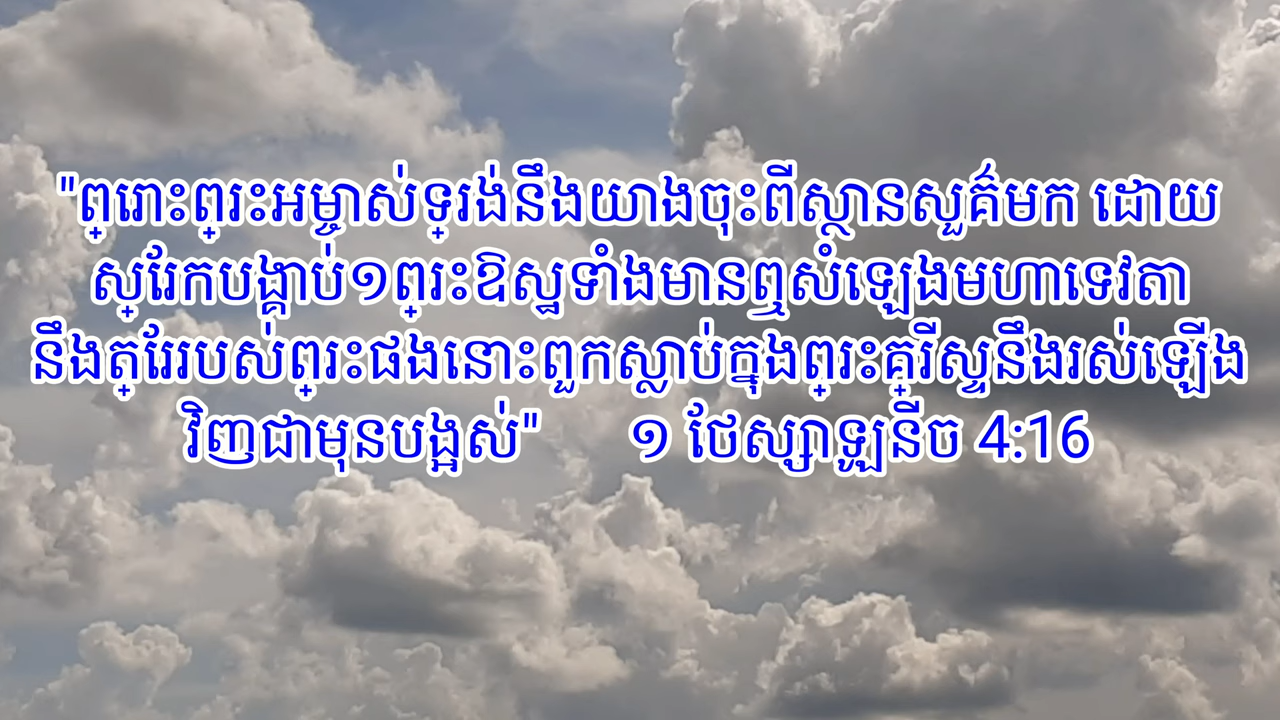 "ព្រោះព្រះអម្ចាស់ទ្រង់នឹងយាងចុះពីស្ថានសួគ៌មក ដោយ
ស្រែកបង្គាប់១ព្រះឱស្ឋទាំងមានឮសំឡេងមហាទេវតា
នឹងត្រែរបស់ព្រះផងនោះពួកស្លាប់ក្នុងព្រះគ្រីស្ទនឹងរស់ឡើង
វិញជាមុនបង្អស់" ១ ថែស្សាឡូនីច 4:16